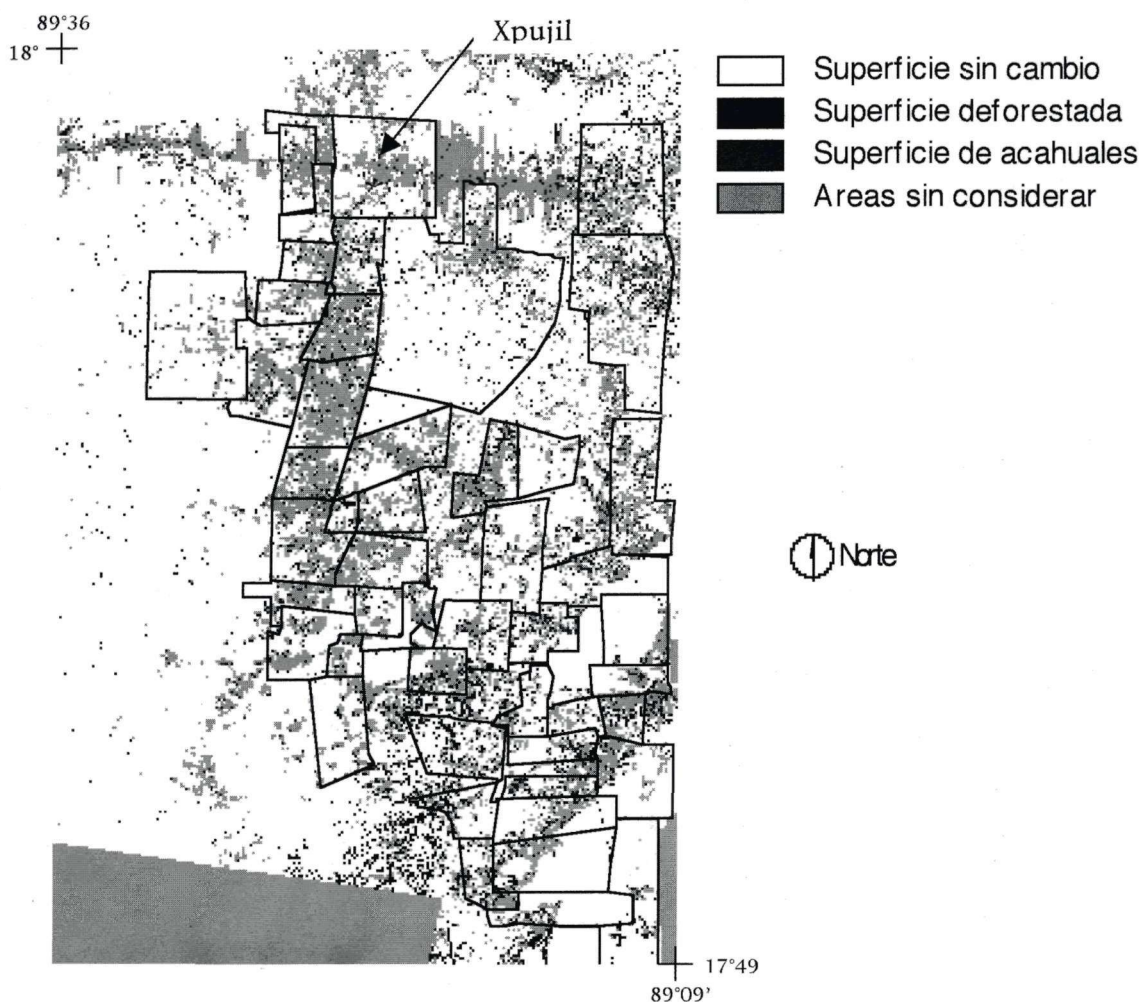 89°36
18°
Xpujil
Superficie sin cambio
Superficie deforestada
Superficie de acahuales
Areas sin considerar
Norte
17°49
89°09'